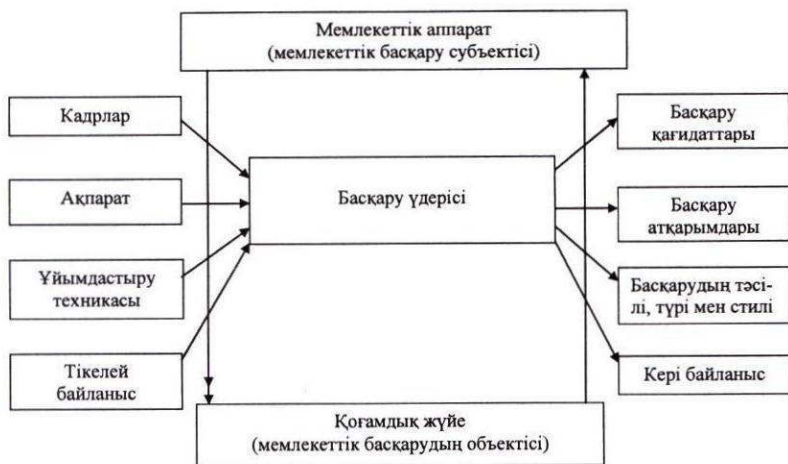 Мемлекеттік аппарат
(мемлекеттік басқару субъектісі)
Кадрлар
Ақпарат
Ұйымдастыру
техникасы
Тікелей
байланыс
Басқару үдерісі
Басқару
қағидаттары
Басқару
атқарымдары
Басқарудың тәсі-
лі, түрі мен стилі
Кері байланыс
Қоғамдық жүйе
(мемлекеттік басқарудың объектісі)